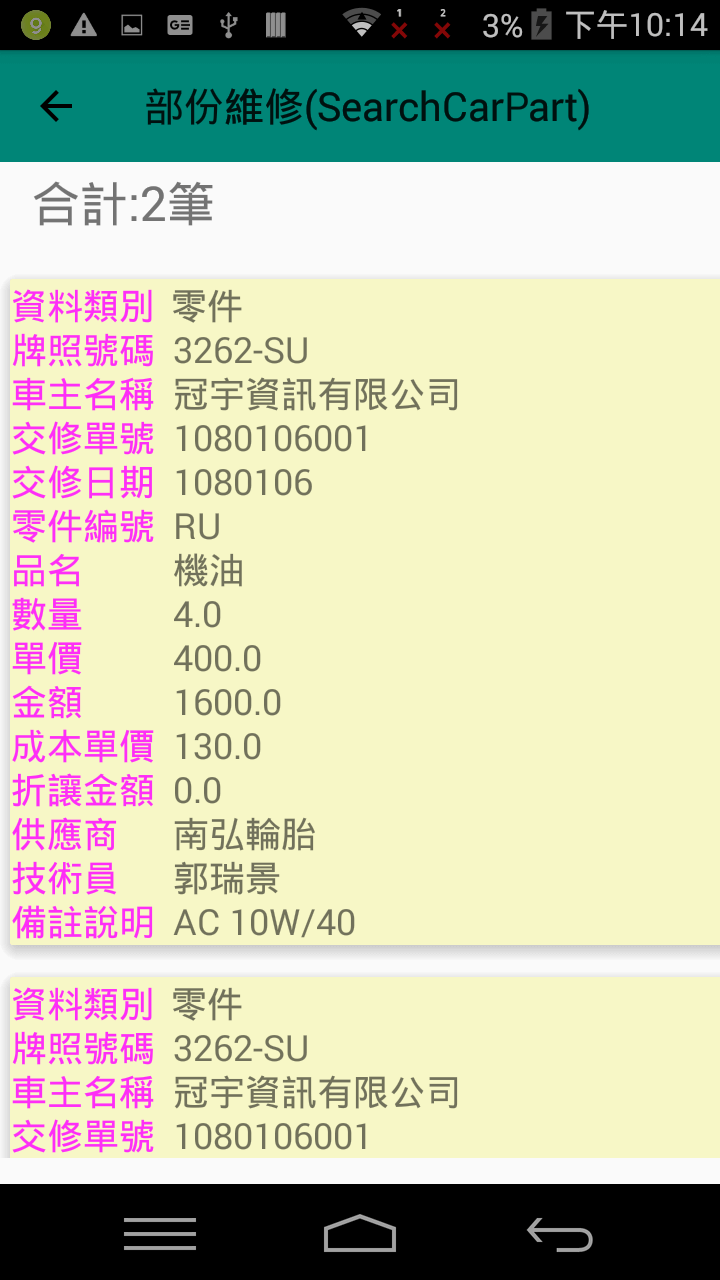 9 GE 1 2 3% 下午10:14
部份維修(SearchCarPart)
合計:2筆
資料類別 零件
牌照號碼 3262-SU
車主名稱 冠宇資訊有限公司
交修單號 1080106001
交修日期 1080106
零件編號 RU
品名 機油
數量 4.0
單價 400.0
金額 1600.0
成本單價 130.0
折讓金額 0.0
供應商 南弘輪胎
技術員 郭瑞景
備註說明 AC 10W/40
資料類別 零件
牌照號碼 3262-SU
車主名稱 冠宇資訊有限公司
交修單號 1080106001